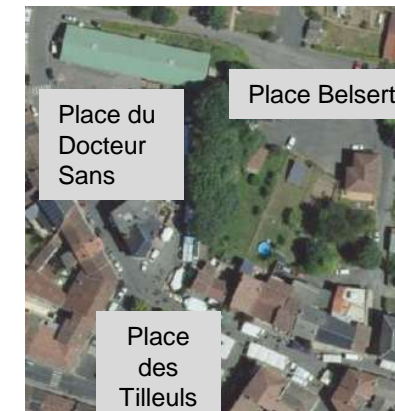 Place Belsert
Place du
Docteur
Sans
Place
des
Tilleuls